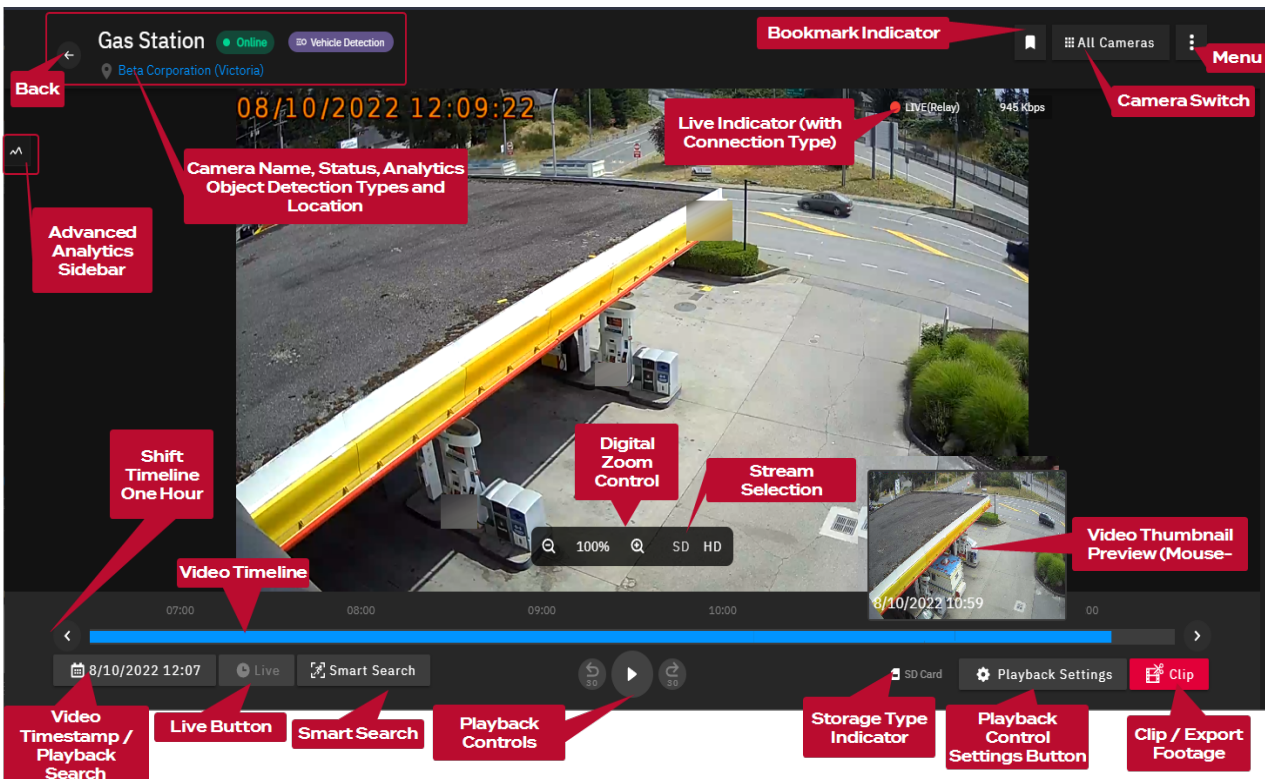 Gas Station
Online
Vehicle Detection
Beta Corporation (Victoria)
Bookmark Indicator
All Cameras
Menu
Back
Camera Switch
08/10/2022 12:09:22
LIVE(Relay)
945 Kbps
Live Indicator (with
Connection Type)
Camera Name, Status, Analytics
Object Detection Types and
Location
Advanced
Analytics
Sidebar
Shift
Timeline
One Hour
Digital
Zoom
Control
Stream
Selection
100%
SD HD
Video Thumbnail
Preview (Mouse-
8/10/2022 10:59
Video Timeline
07:00
08:00
09:00
10:00
00
8/10/2022 12:07
Live
Smart Search
30
30
SD Card
Playback Settings
Clip
Video
Timestamp /
Playback
Search
Live Button
Smart Search
Playback
Controls
Storage Type
Indicator
Playback
Control
Settings Button
Clip / Export
Footage